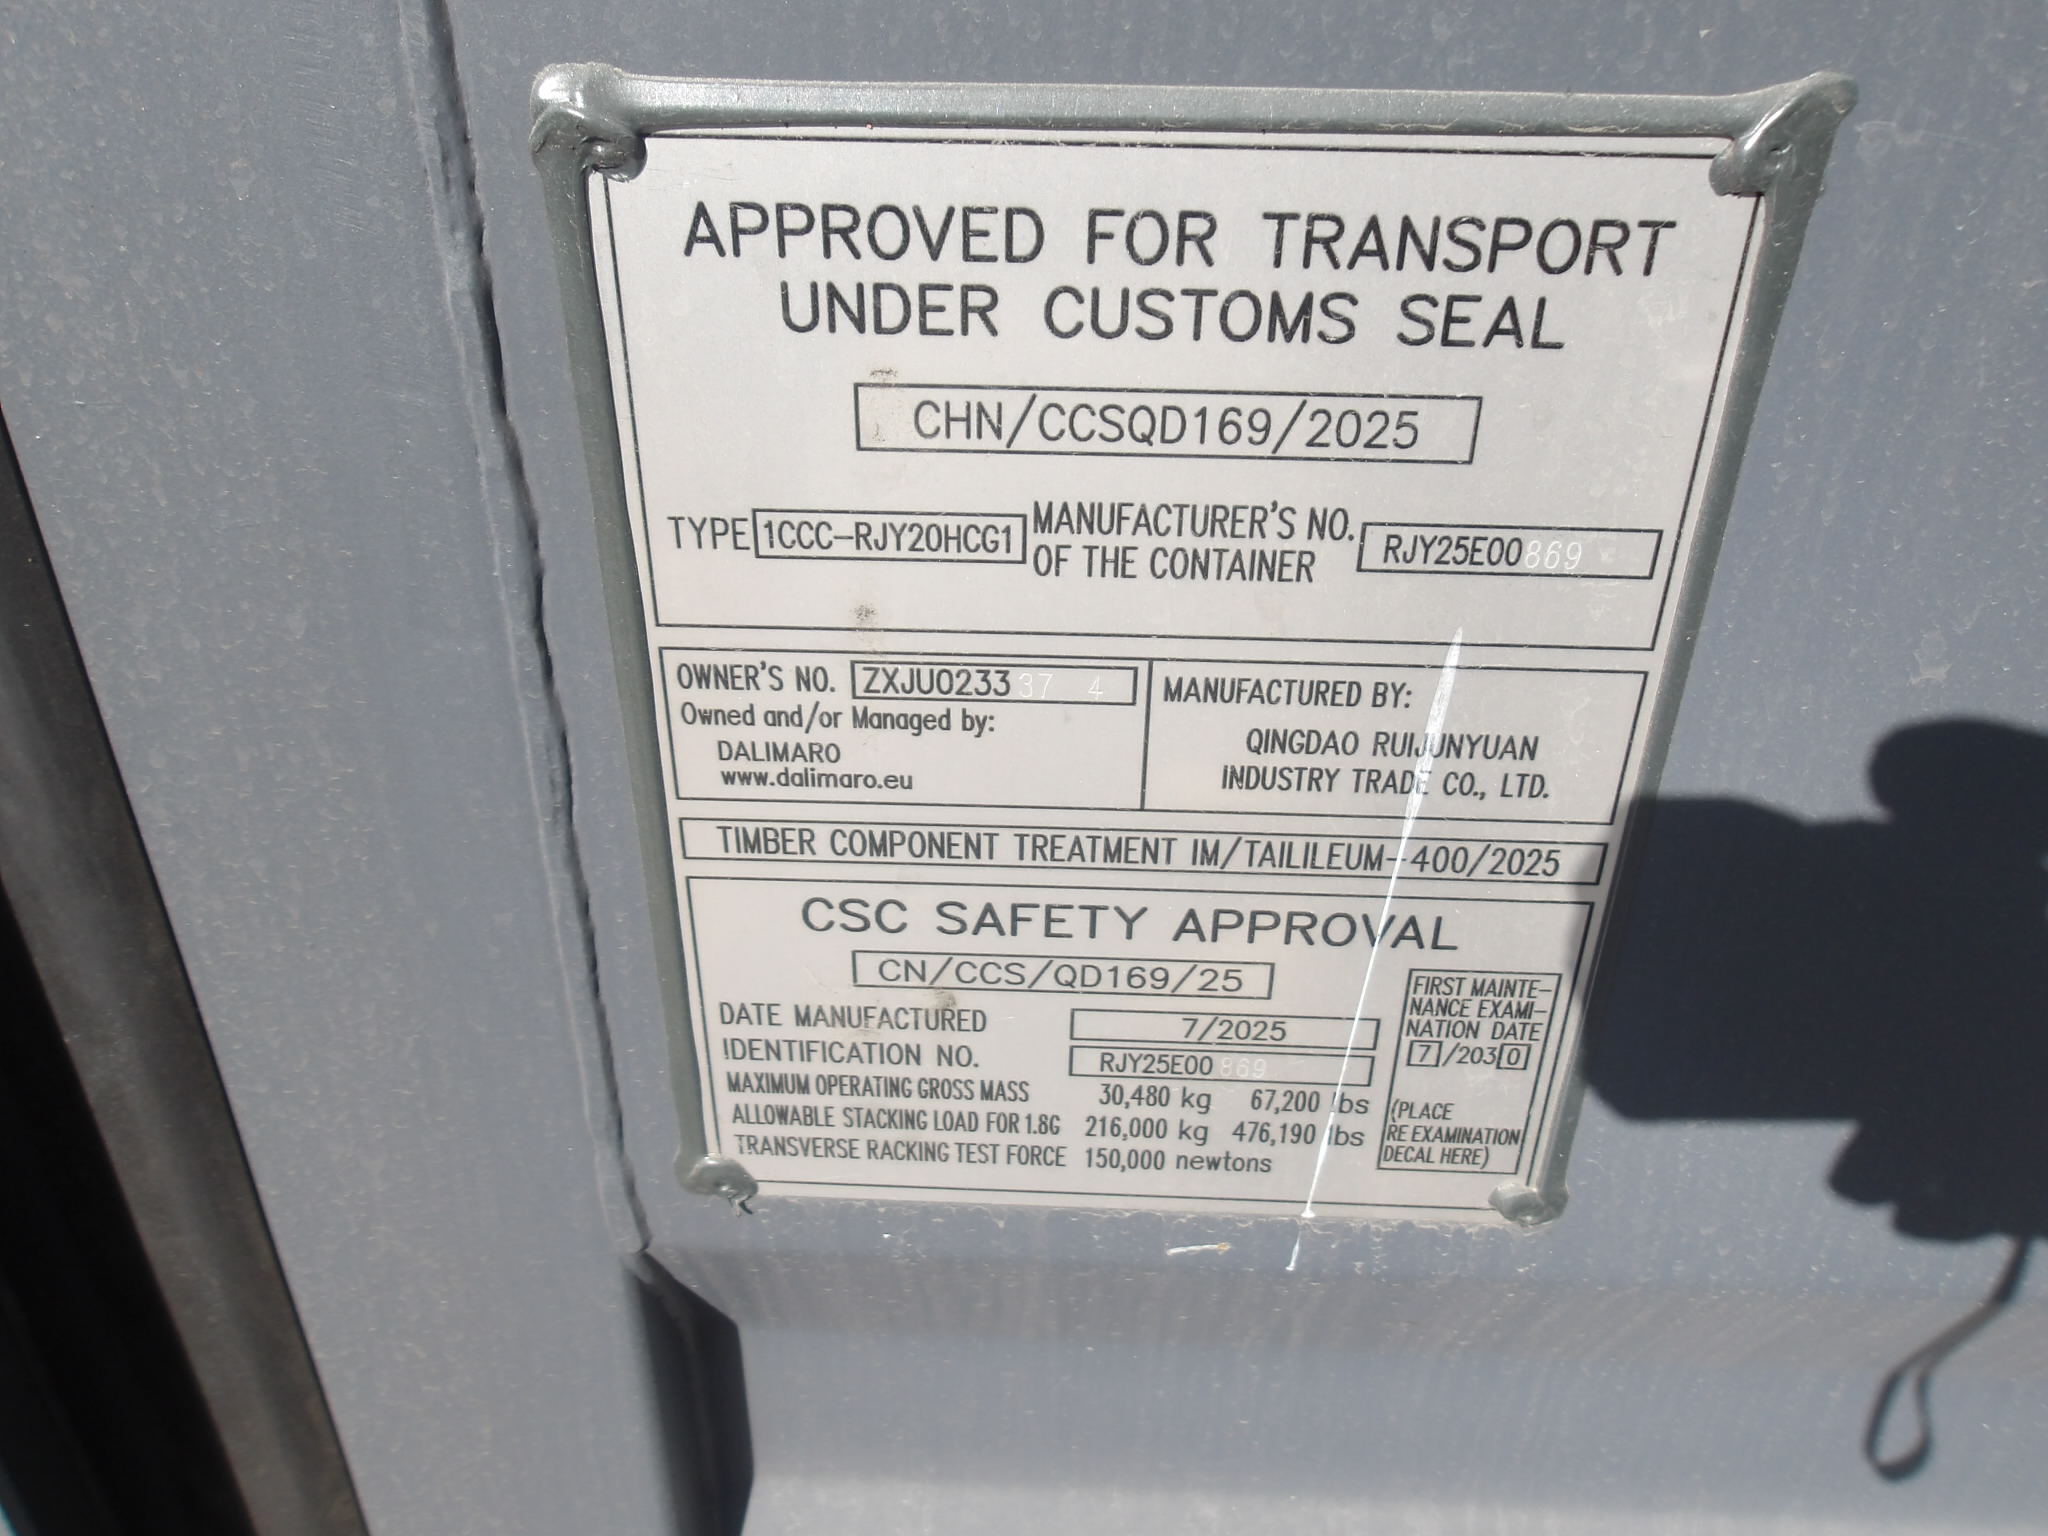 APPROVED FOR TRANSPORT
UNDER CUSTOMS SEAL
CHN/CCSQD169/2025
TYPE 1CCC-RJY20HCG1 MANUFACTURER'S NO. OF THE CONTAINER RJY25E00869
OWNER'S NO. ZXJU023337 4
Owned and/or Managed by:
DALIMARO
www.dalimaro.eu
MANUFACTURED BY:
QINGDAO RUIJUNYUAN
INDUSTRY TRADE CO., LTD.
TIMBER COMPONENT TREATMENT IM/TAILILEUM-400/2025
CSC SAFETY APPROVAL
CN/CCS/QD169/25
DATE MANUFACTURED 7/2025
IDENTIFICATION NO. RJY25E00869
MAXIMUM OPERATING GROSS MASS 30,480 kg 67,200 lbs
ALLOWABLE STACKING LOAD FOR 1.8G 216,000 kg 476,190 lbs
TRANSVERSE RACKING TEST FORCE 150,000 newtons
FIRST MAINTE-
NANCE EXAMI-
NATION DATE
7/2030
(PLACE
RE EXAMINATION
DECAL HERE)